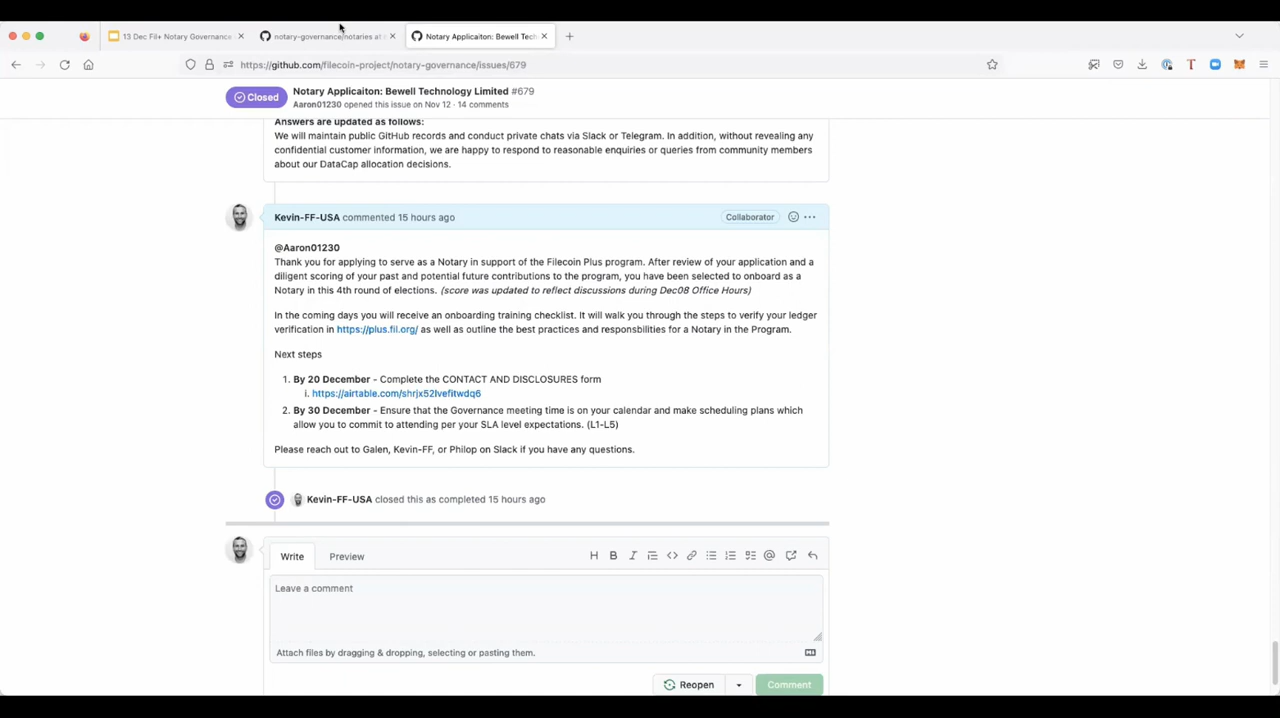 13 Dec Fil+ Notary Governance
notary-governance/notaries at
Notary Applicaiton: Bewell Tech
https://github.com/filecoin-project/notary-governance/issues/679
Closed
Notary Applicaiton: Bewell Technology Limited #679
Aaron01230 opened this issue on Nov 12 · 14 comments
Answers are updated as follows:
We will maintain public GitHub records and conduct private chats via Slack or Telegram. In addition, without revealing any
confidential customer information, we are happy to respond to reasonable enquiries or queries from community members
about our DataCap allocation decisions.
Kevin-FF-USA commented 15 hours ago
Collaborator
@Aaron01230
Thank you for applying to serve as a Notary in support of the Filecoin Plus program. After review of your application and a
diligent scoring of your past and potential future contributions to the program, you have been selected to onboard as a
Notary in this 4th round of elections. (score was updated to reflect discussions during Dec08 Office Hours)
In the coming days you will receive an onboarding training checklist. It will walk you through the steps to verify your ledger
verification in https://plus.fil.org/ as well as outline the best practices and responsbilities for a Notary in the Program.
Next steps
1. By 20 December - Complete the CONTACT AND DISCLOSURES form
i. https://airtable.com/shrjx52Ivefitwdq6
2. By 30 December - Ensure that the Governance meeting time is on your calendar and make scheduling plans which
allow you to commit to attending per your SLA level expectations. (L1-L5)
Please reach out to Galen, Kevin-FF, or Philop on Slack if you have any questions.
Kevin-FF-USA closed this as completed 15 hours ago
Write
Preview
Leave a comment
Attach files by dragging & dropping, selecting or pasting them.
Reopen
Comment